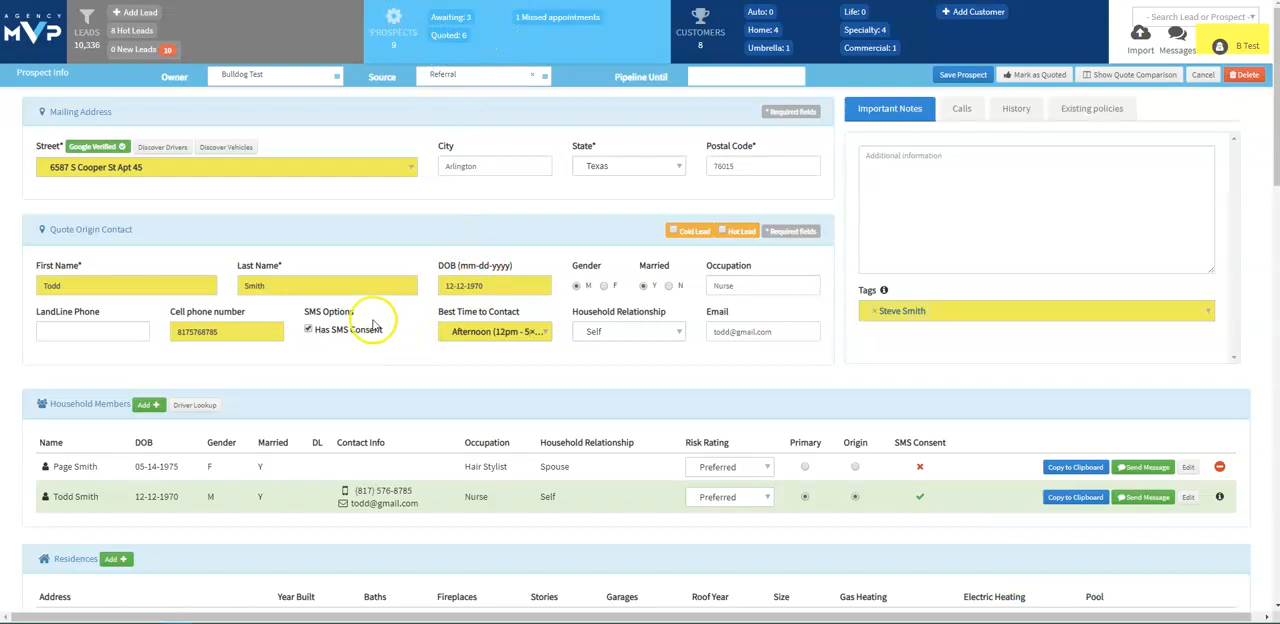 AGENCY
MVP
LEADS
10,336
+ Add Lead
8 Hot Leads
0 New Leads 10
PROSPECTS
9
Awaiting: 3
Quoted: 6
1 Missed appointments
CUSTOMERS
8
Auto: 0
Home: 4
Umbrella: 1
Life: 0
Specialty: 4
Commercial: 1
+ Add Customer
- Search Lead or Prospect -
Import
Messages
B Test
Prospect Info
Owner
Bulldog Test
Source
Referral ×
Pipeline Until
Save Prospect
Mark as Quoted
Show Quote Comparison
Cancel
Delete
Mailing Address
* Required fields
Street* Google Verified Discover Drivers Discover Vehicles
City
State*
Postal Code*
6587 S Cooper St Apt 45
Arlington
Texas
76015
Quote Origin Contact
Cold Lead
Hot Lead
* Required fields
First Name*
Last Name*
DOB (mm-dd-yyyy)
Gender
Married
Occupation
Todd
Smith
12-12-1970
M F
Y N
Nurse
LandLine Phone
Cell phone number
SMS Options
Best Time to Contact
Household Relationship
Email
8175768785
Has SMS Consent
Afternoon (12pm - 5×...
Self
todd@gmail.com
Important Notes
Calls
History
Existing policies
Additional information
Tags
× Steve Smith
Household Members Add + Driver Lookup
Name DOB Gender Married DL Contact Info Occupation Household Relationship Risk Rating Primary Origin SMS Consent
Page Smith 05-14-1975 F Y Hair Stylist Spouse Preferred Copy to Clipboard Send Message Edit
Todd Smith 12-12-1970 M Y (817) 576-8785 Nurse Self Preferred Copy to Clipboard Send Message Edit
todd@gmail.com
Residences Add +
Address Year Built Baths Fireplaces Stories Garages Roof Year Size Gas Heating Electric Heating Pool